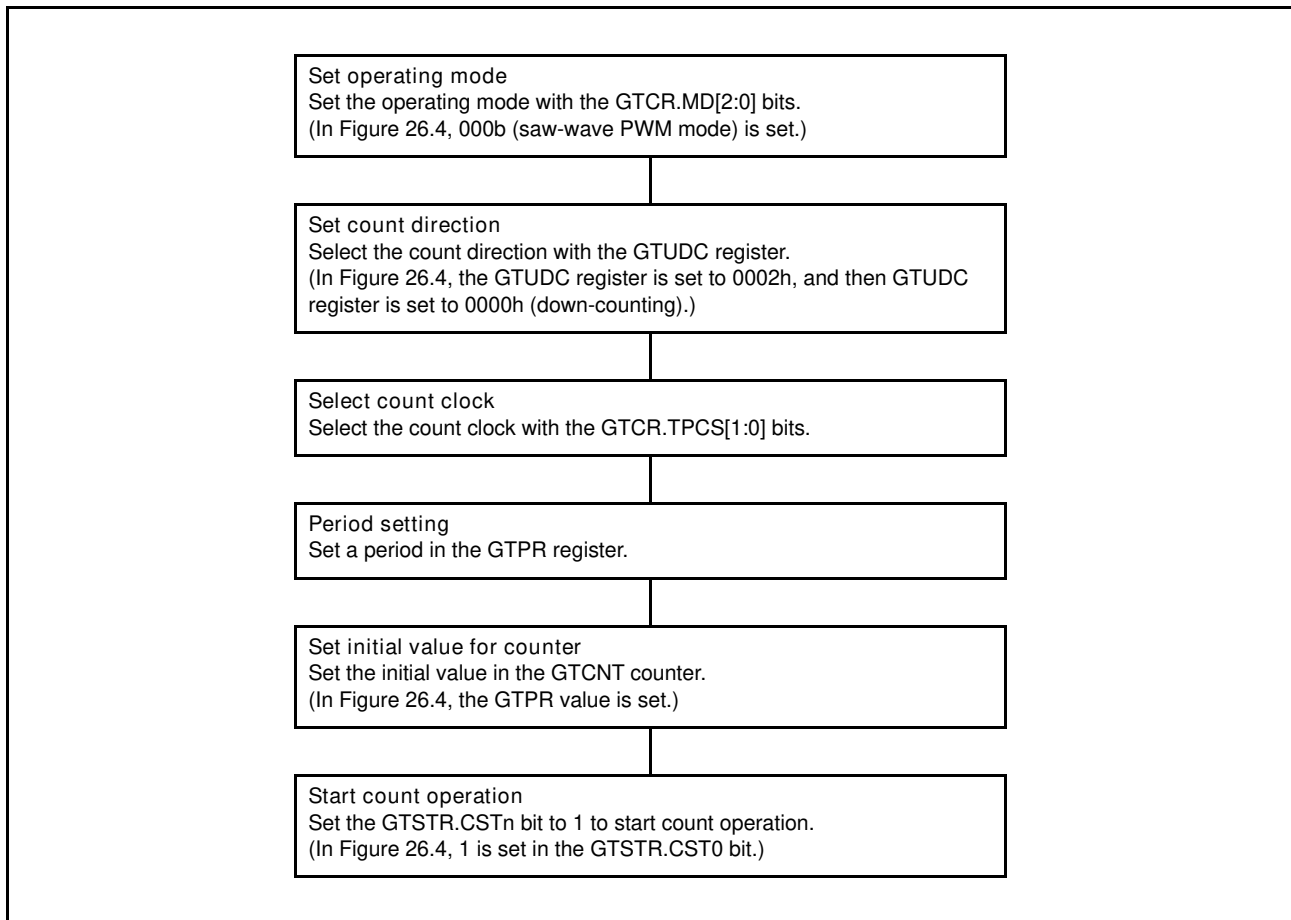 Set operating mode
Set the operating mode with the GTCR.MD[2:0] bits.
(In Figure 26.4, 000b (saw-wave PWM mode) is set.)
Set count direction
Select the count direction with the GTUDC register.
(In Figure 26.4, the GTUDC register is set to 0002h, and then GTUDC
register is set to 0000h (down-counting).)
Select count clock
Select the count clock with the GTCR.TPCS[1:0] bits.
Period setting
Set a period in the GTPR register.
Set initial value for counter
Set the initial value in the GTCNT counter.
(In Figure 26.4, the GTPR value is set.)
Start count operation
Set the GTSTR.CSTn bit to 1 to start count operation.
(In Figure 26.4, 1 is set in the GTSTR.CST0 bit.)